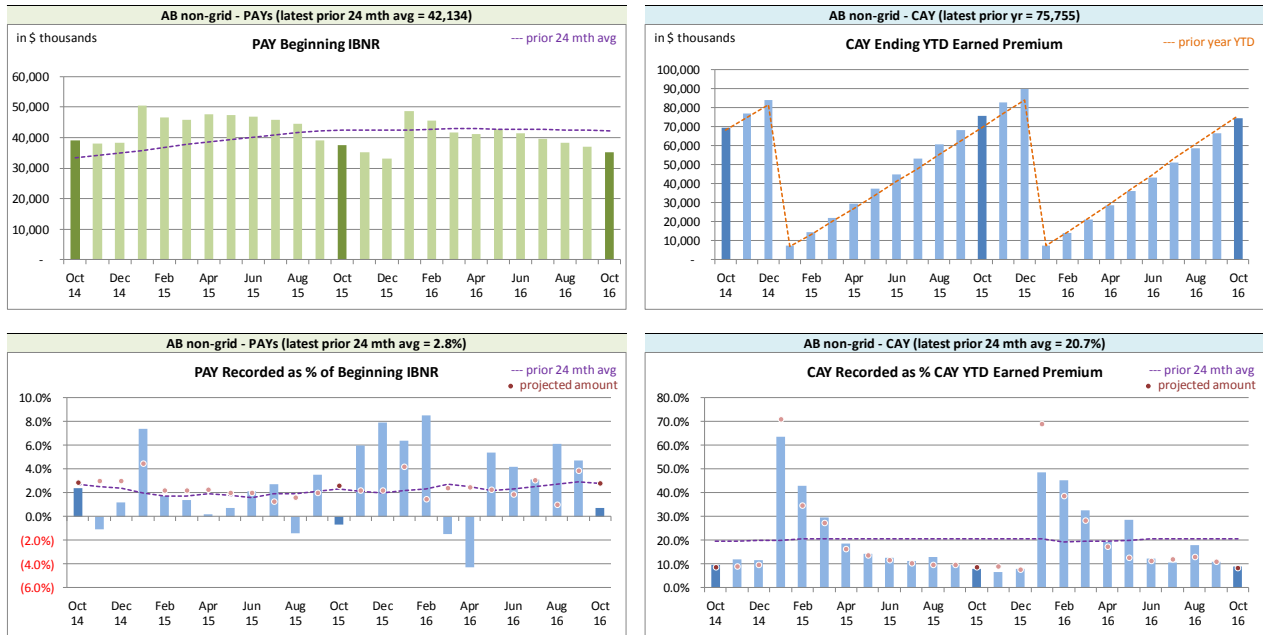 AB non-grid - PAYs (latest prior 24 mth avg = 42,134)
in $ thousands
PAY Beginning IBNR
--- prior 24 mth avg
60,000
50,000
40,000
30,000
20,000
10,000
-
Oct Dec Feb Apr Jun Aug Oct Dec Feb Apr Jun Aug Oct
14 14 15 15 15 15 15 15 16 16 16 16 16
AB non-grid - CAY (latest prior yr = 75,755)
in $ thousands
CAY Ending YTD Earned Premium
--- prior year YTD
100,000
90,000
80,000
70,000
60,000
50,000
40,000
30,000
20,000
10,000
-
Oct Dec Feb Apr Jun Aug Oct Dec Feb Apr Jun Aug Oct
14 14 15 15 15 15 15 15 16 16 16 16 16
AB non-grid - PAYs (latest prior 24 mth avg = 2.8%)
PAY Recorded as % of Beginning IBNR
--- prior 24 mth avg
• projected amount
10.0%
8.0%
6.0%
4.0%
2.0%
0.0%
(2.0%)
(4.0%)
(6.0%)
Oct Dec Feb Apr Jun Aug Oct Dec Feb Apr Jun Aug Oct
14 14 15 15 15 15 15 15 16 16 16 16 16
AB non-grid - CAY (latest prior 24 mth avg = 20.7%)
CAY Recorded as % CAY YTD Earned Premium
--- prior 24 mth avg
• projected amount
80.0%
70.0%
60.0%
50.0%
40.0%
30.0%
20.0%
10.0%
0.0%
Oct Dec Feb Apr Jun Aug Oct Dec Feb Apr Jun Aug Oct
14 14 15 15 15 15 15 15 16 16 16 16 16